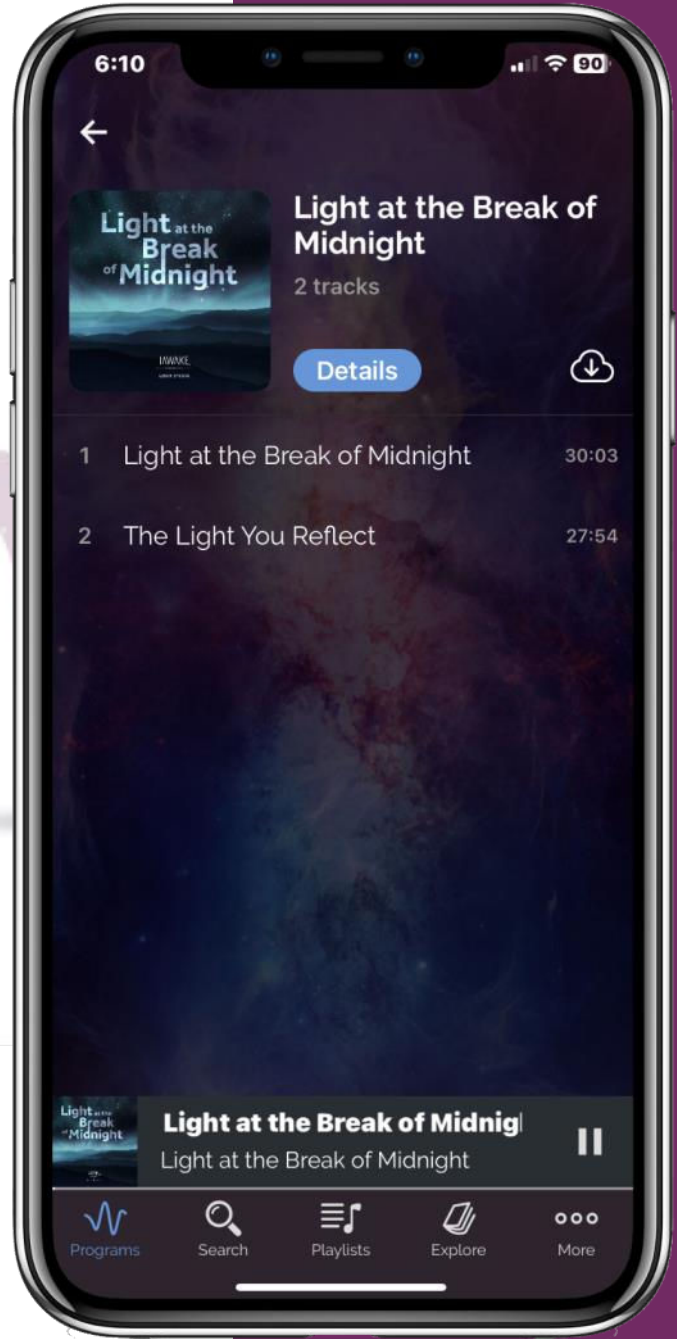 6:10
90
Light at the
Break
of Midnight
IAWAKE
Light at the Break of
Midnight
2 tracks
Details
1 Light at the Break of Midnight 30:03
2 The Light You Reflect 27:54
Light at the
Break
of Midnight
Light at the Break of Midnig
Light at the Break of Midnight
Programs Search Playlists Explore More